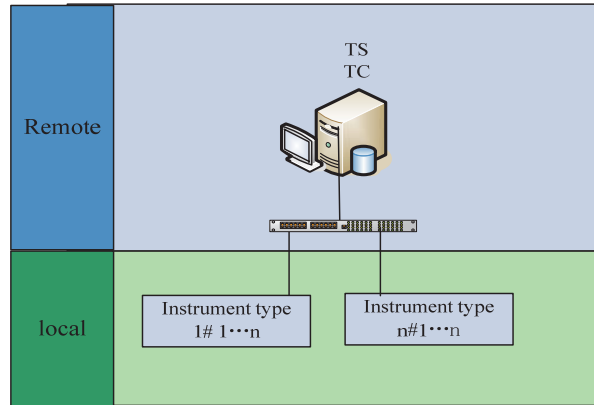 TS
TC
Remote
local
Instrument type
1# 1···n
Instrument type
n#1···n